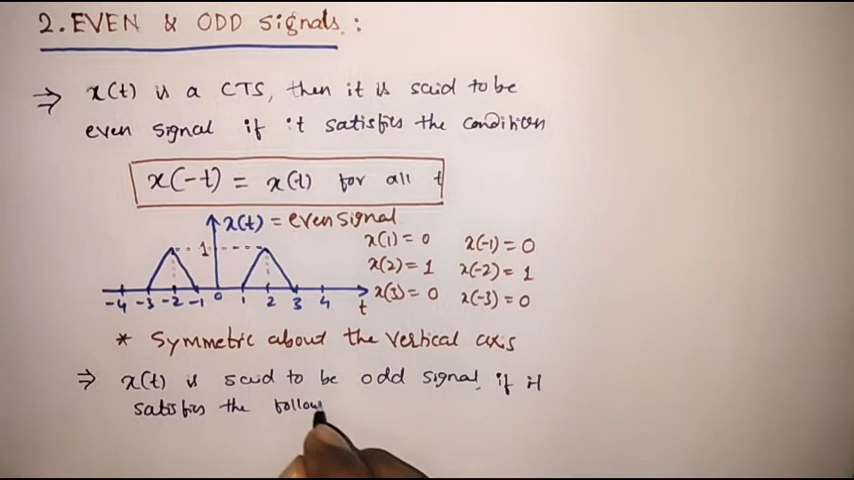 2. EVEN & ODD signals :
⇒ x(t) is a CTS, then it is said to be
even signal if it satisfies the condition
x(-t) = x(t) for all t
x(t) = even signal
x(1) = 0 x(-1) = 0
1
x(2) = 1 x(-2) = 1
x(3) = 0 x(-3) = 0
-4 -3 -2 -1 0 1 2 3 4 t
* Symmetric about the vertical axis
⇒ x(t) is said to be odd signal if it
satisfies the follow